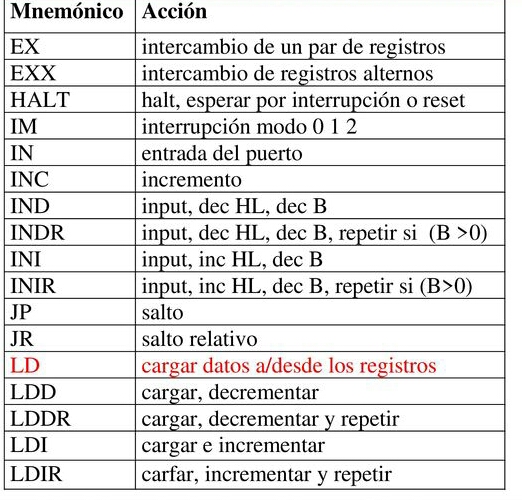 Mnemónico Acción
EX intercambio de un par de registros
EXX intercambio de registros alternos
HALT halt, esperar por interrupción o reset
IM interrupción modo 0 1 2
IN entrada del puerto
INC incremento
IND input, dec HL, dec B
INDR input, dec HL, dec B, repetir si (B >0)
INI input, inc HL, dec B
INIR input, inc HL, dec B, repetir si (B>0)
JP salto
JR salto relativo
LD cargar datos a/desde los registros
LDD cargar, decrementar
LDDR cargar, decrementar y repetir
LDI cargar e incrementar
LDIR carfar, incrementar y repetir